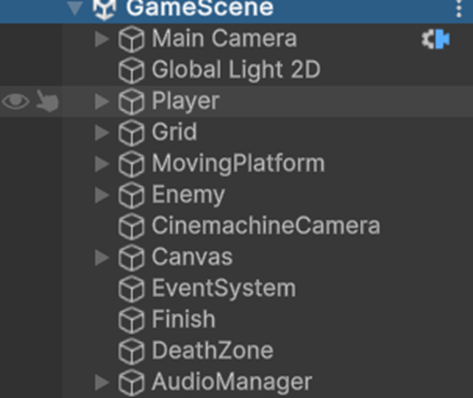 GameScene
Main Camera
Global Light 2D
Player
Grid
MovingPlatform
Enemy
CinemachineCamera
Canvas
EventSystem
Finish
DeathZone
AudioManager